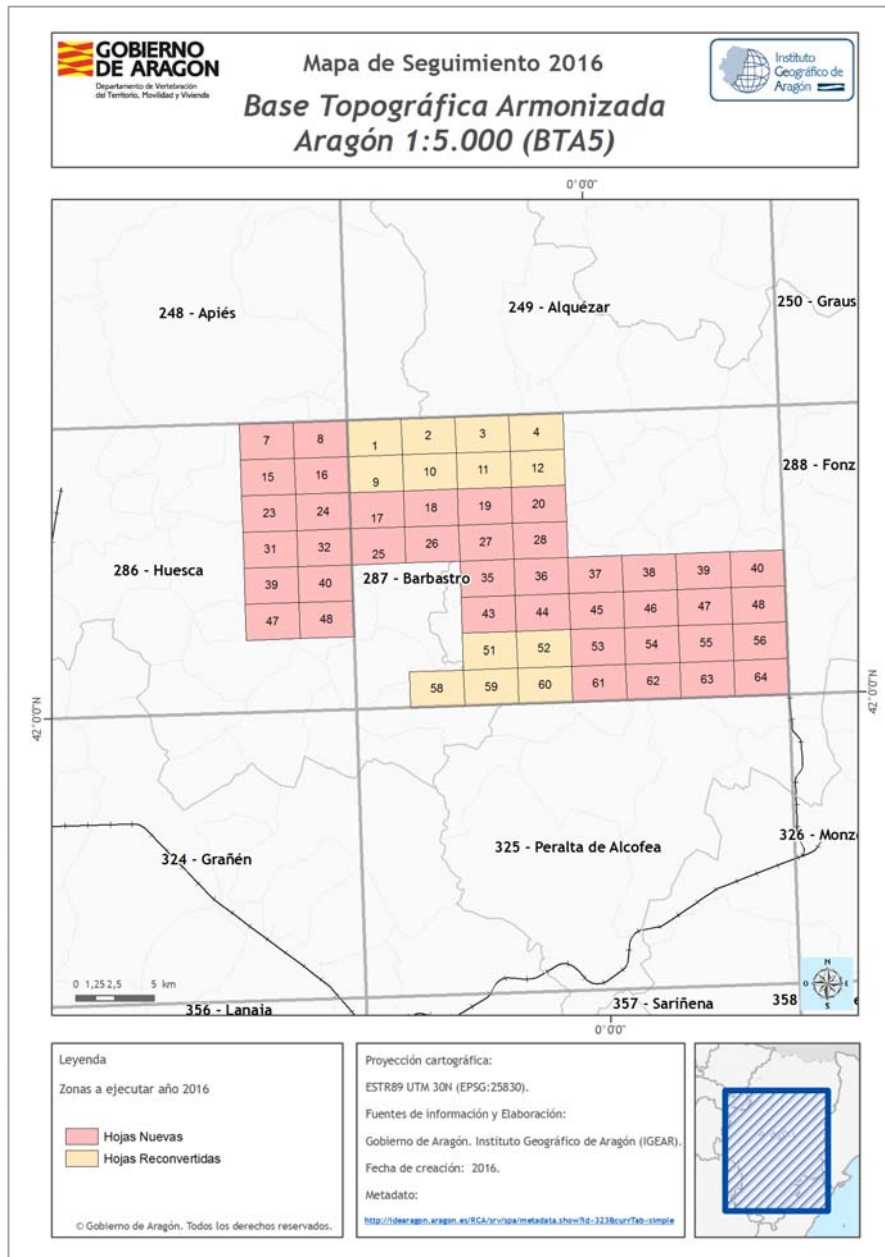 GOBIERNO
DE ARAGON
Departamento de Vertebración
del Territorio, Movilidad y Vivienda
Mapa de Seguimiento 2016
Base Topográfica Armonizada
Aragón 1:5.000 (BTA5)
Instituto
Geográfico de
Aragón
0°0'0"
248 - Apiés
249 - Alquézar
250 - Graus
7 8 1 2 3 4
15 16 9 10 11 12
288 - Fonz
23 24 17 18 19 20
31 32 25 26 27 28
286 - Huesca
287 - Barbastro
39 40 35 36 37 38 39 40
47 48 43 44 45 46 47 48
51 52 53 54 55 56
58 59 60 61 62 63 64
42°0'0"N
42°0'0"N
324 - Grañén
325 - Peralta de Alcofea
326 - Monzo
0 1,25 2,5 5 km
N
O E
S
356 - Lanaja
357 - Sariñena
358
0°0'0"
Leyenda
Zonas a ejecutar año 2016
Hojas Nuevas
Hojas Reconvertidas
© Gobierno de Aragón. Todos los derechos reservados.
Proyección cartográfica:
ESTR89 UTM 30N (EPSG:25830).
Fuentes de información y Elaboración:
Gobierno de Aragón. Instituto Geográfico de Aragón (IGEAR).
Fecha de creación: 2016.
Metadato: